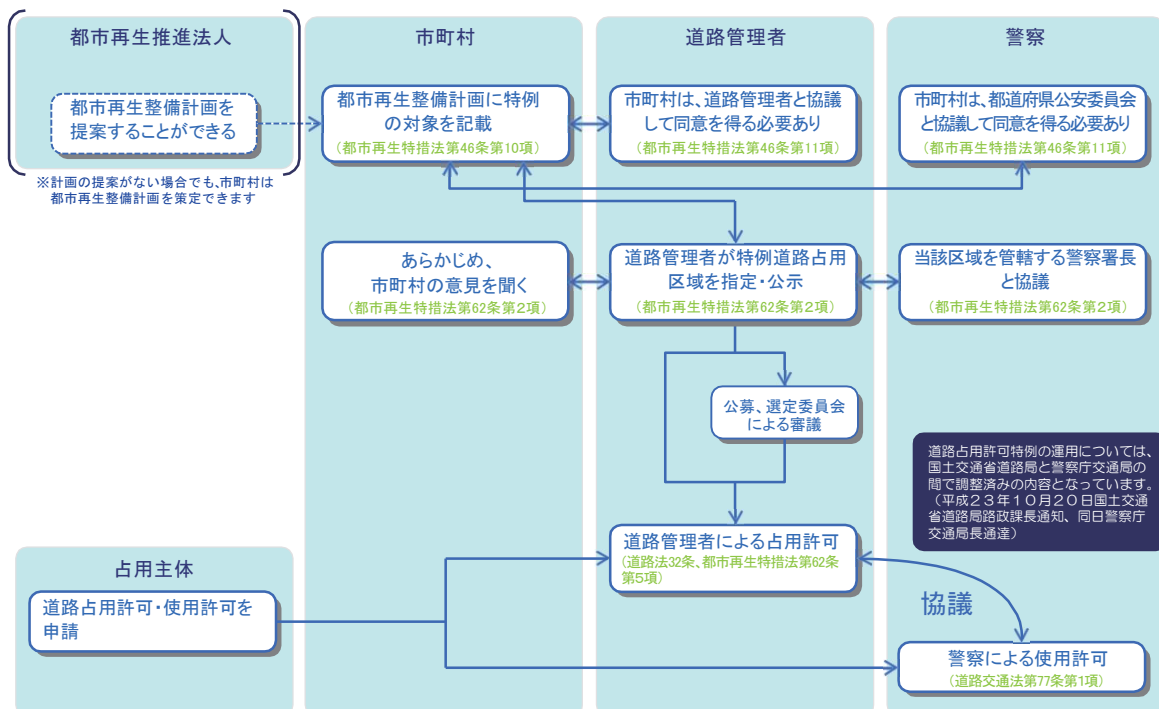 都市再生推進法人
市町村
道路管理者
警察
都市再生整備計画を
提案することができる
都市再生整備計画に特例
の対象を記載
(都市再生特措法第46条第10項)
市町村は、道路管理者と協議
して同意を得る必要あり
(都市再生特措法第46条第11項)
市町村は、都道府県公安委員会
と協議して同意を得る必要あり
(都市再生特措法第46条第11項)
※計画の提案がない場合でも、市町村は
都市再生整備計画を策定できます
あらかじめ、
市町村の意見を聞く
(都市再生特措法第62条第2項)
道路管理者が特例道路占用
区域を指定・公示
(都市再生特措法第62条第2項)
当該区域を管轄する警察署長
と協議
(都市再生特措法第62条第2項)
公募、選定委員会
による審議
道路占用許可特例の運用については、
国土交通省道路局と警察庁交通局の
間で調整済みの内容となっています。
(平成23年10月20日国土交通
省道路局路政課長通知、同日警察庁
交通局長通達)
道路管理者による占用許可
(道路法32条、都市再生特措法第62条
第5項)
占用主体
道路占用許可・使用許可を
申請
協議
警察による使用許可
(道路交通法第77条第1項)